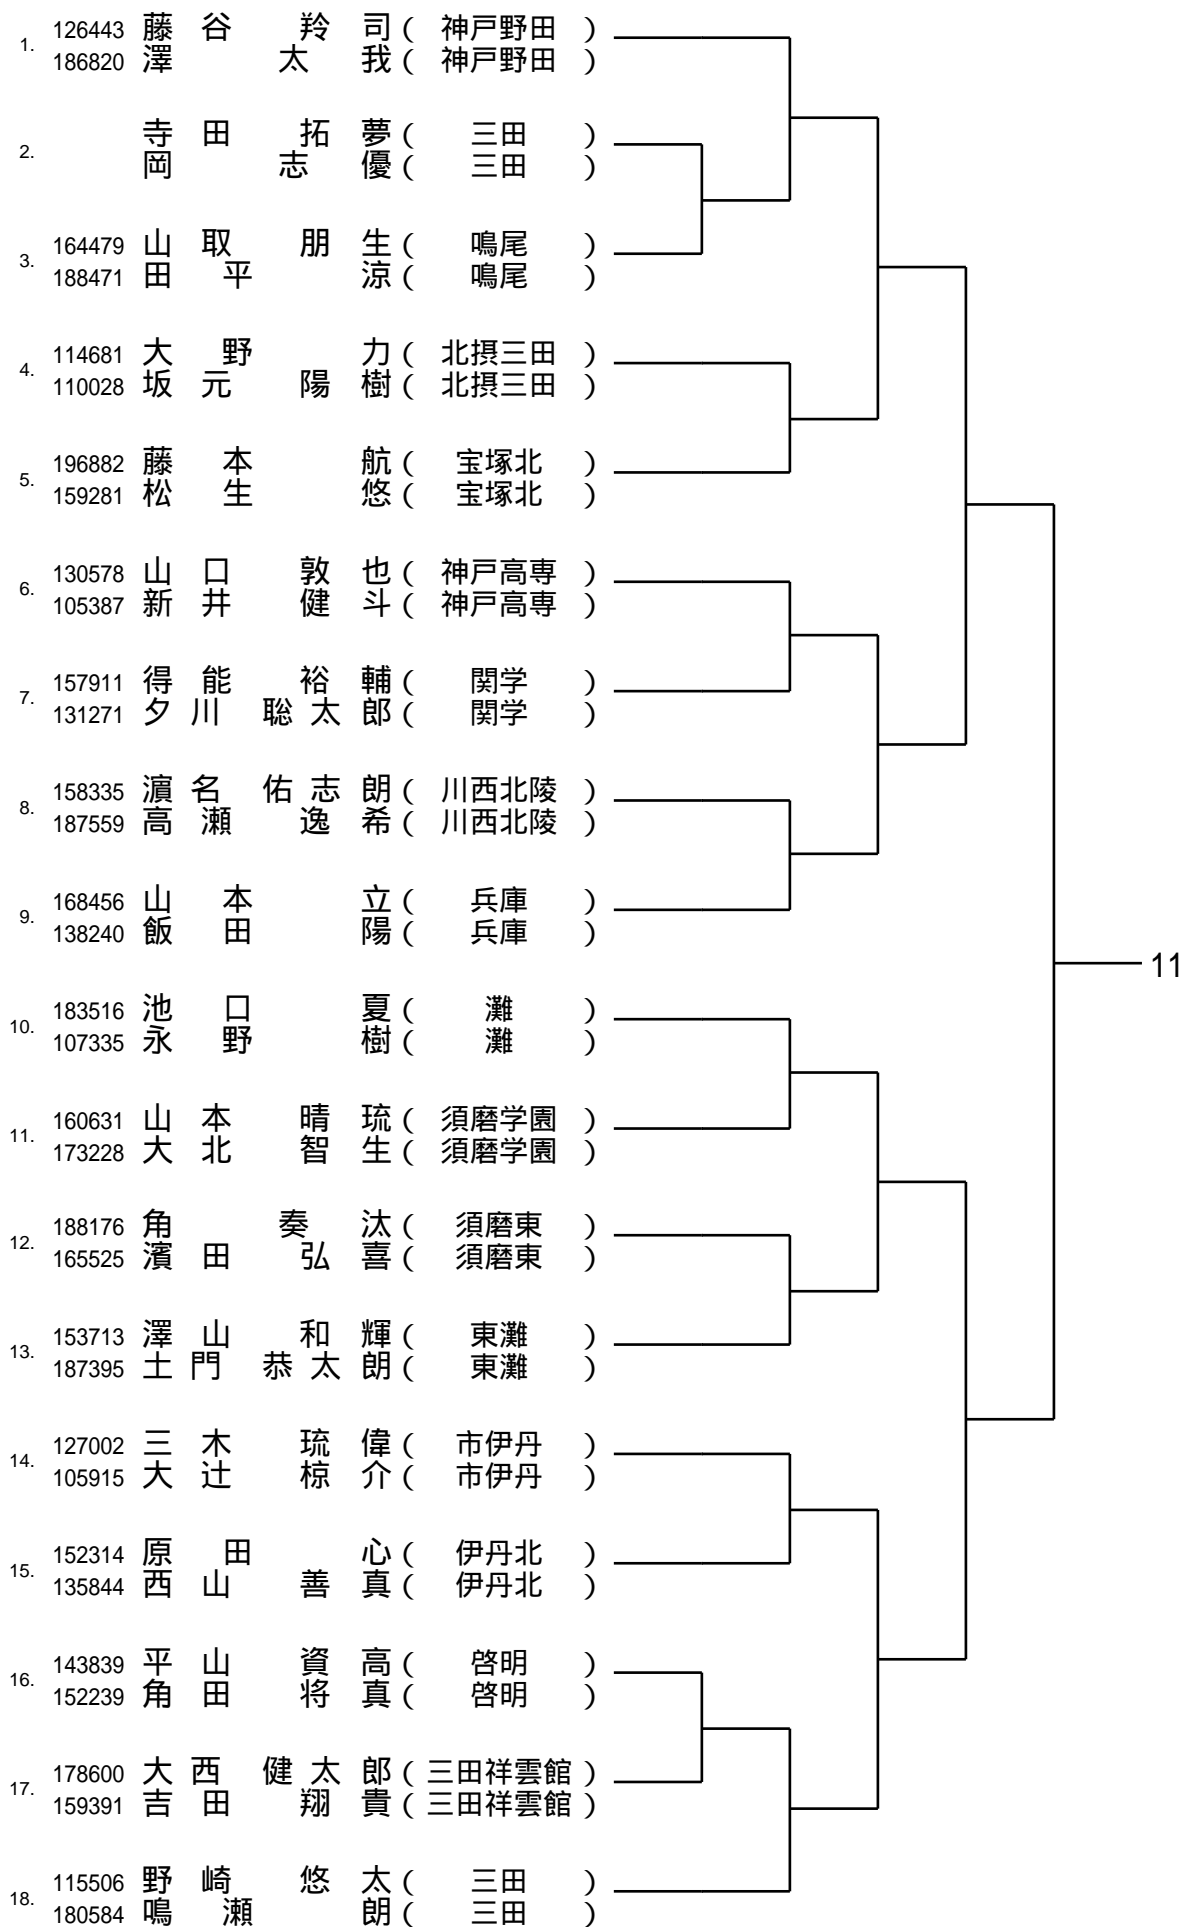 1. 126443 藤谷 羚司 ( 神戸野田 )
186820 澤 太我 ( 神戸野田 )
2. 寺田 拓夢 ( 三田 )
岡 志優 ( 三田 )
3. 164479 山取 朋生 ( 鳴尾 )
188471 田平 涼 ( 鳴尾 )
4. 114681 大野 力 ( 北摂三田 )
110028 坂元 陽樹 ( 北摂三田 )
5. 196882 藤本 航 ( 宝塚北 )
159281 松生 悠 ( 宝塚北 )
6. 130578 山口 敦也 ( 神戸高専 )
105387 新井 健斗 ( 神戸高専 )
7. 157911 得能 裕輔 ( 関学 )
131271 夕川 聡太郎 ( 関学 )
8. 158335 濵名 佑志朗 ( 川西北陵 )
187559 高瀬 逸希 ( 川西北陵 )
9. 168456 山本 立 ( 兵庫 )
138240 飯田 陽 ( 兵庫 )
11
10. 183516 池口 夏 ( 灘 )
107335 永野 樹 ( 灘 )
11. 160631 山本 晴琉 ( 須磨学園 )
173228 大北 智生 ( 須磨学園 )
12. 188176 角 奏汰 ( 須磨東 )
165525 濱田 弘喜 ( 須磨東 )
13. 153713 澤山 和輝 ( 東灘 )
187395 土門 恭太朗 ( 東灘 )
14. 127002 三木 琉偉 ( 市伊丹 )
105915 大辻 椋介 ( 市伊丹 )
15. 152314 原田 心 ( 伊丹北 )
135844 西山 善真 ( 伊丹北 )
16. 143839 平山 資高 ( 啓明 )
152239 角田 将真 ( 啓明 )
17. 178600 大西 健太郎 ( 三田祥雲館 )
159391 吉田 翔貴 ( 三田祥雲館 )
18. 115506 野崎 悠太 ( 三田 )
180584 鳴瀬 朗 ( 三田 )